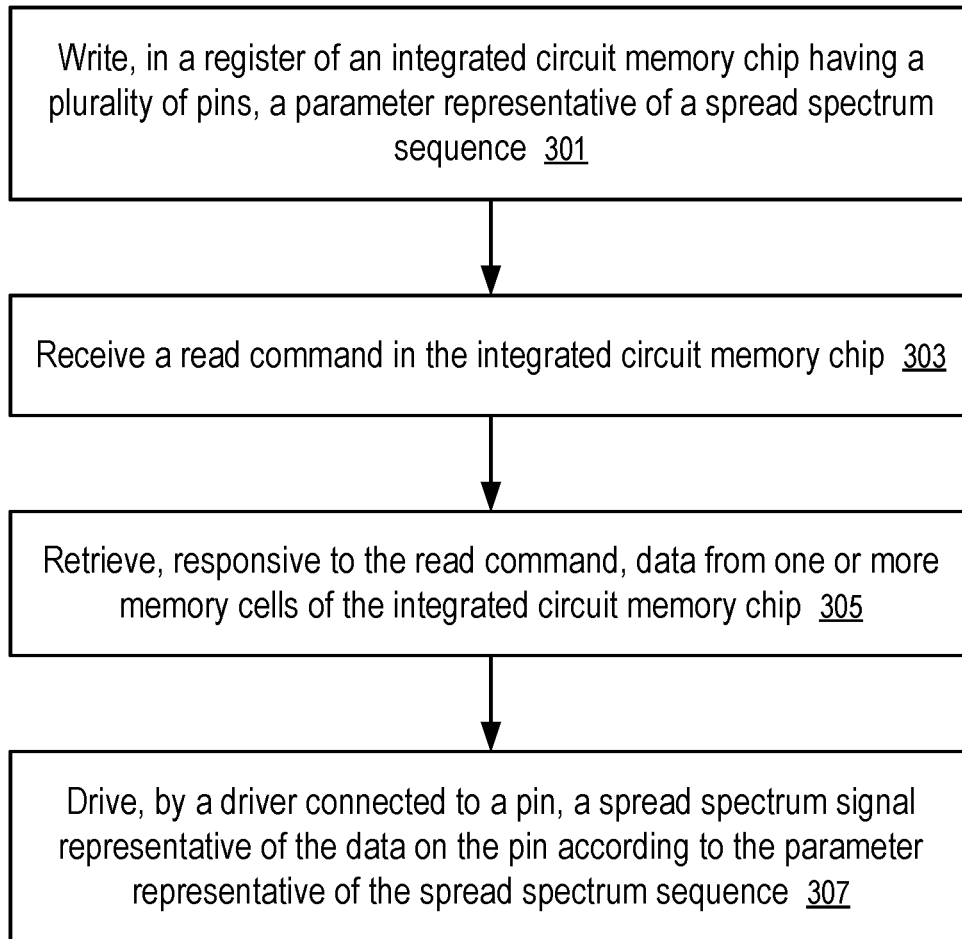 Write, in a register of an integrated circuit memory chip having a
plurality of pins, a parameter representative of a spread spectrum
sequence 301
Receive a read command in the integrated circuit memory chip 303
Retrieve, responsive to the read command, data from one or more
memory cells of the integrated circuit memory chip 305
Drive, by a driver connected to a pin, a spread spectrum signal
representative of the data on the pin according to the parameter
representative of the spread spectrum sequence 307